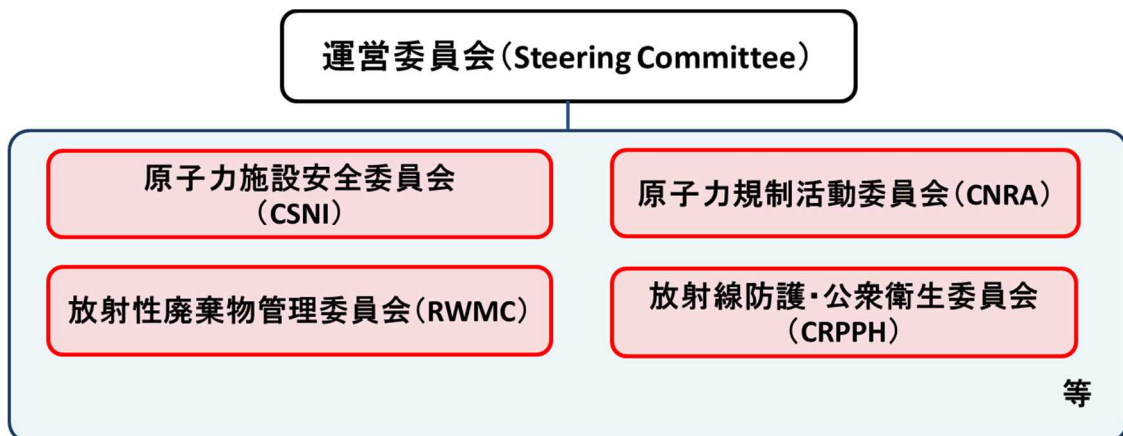 運営委員会（Steering Committee）
原子力施設安全委員会
（CSNI）
原子力規制活動委員会（CNRA）
放射性廃棄物管理委員会（RWMC）
放射線防護・公衆衛生委員会
（CRPPH）
等